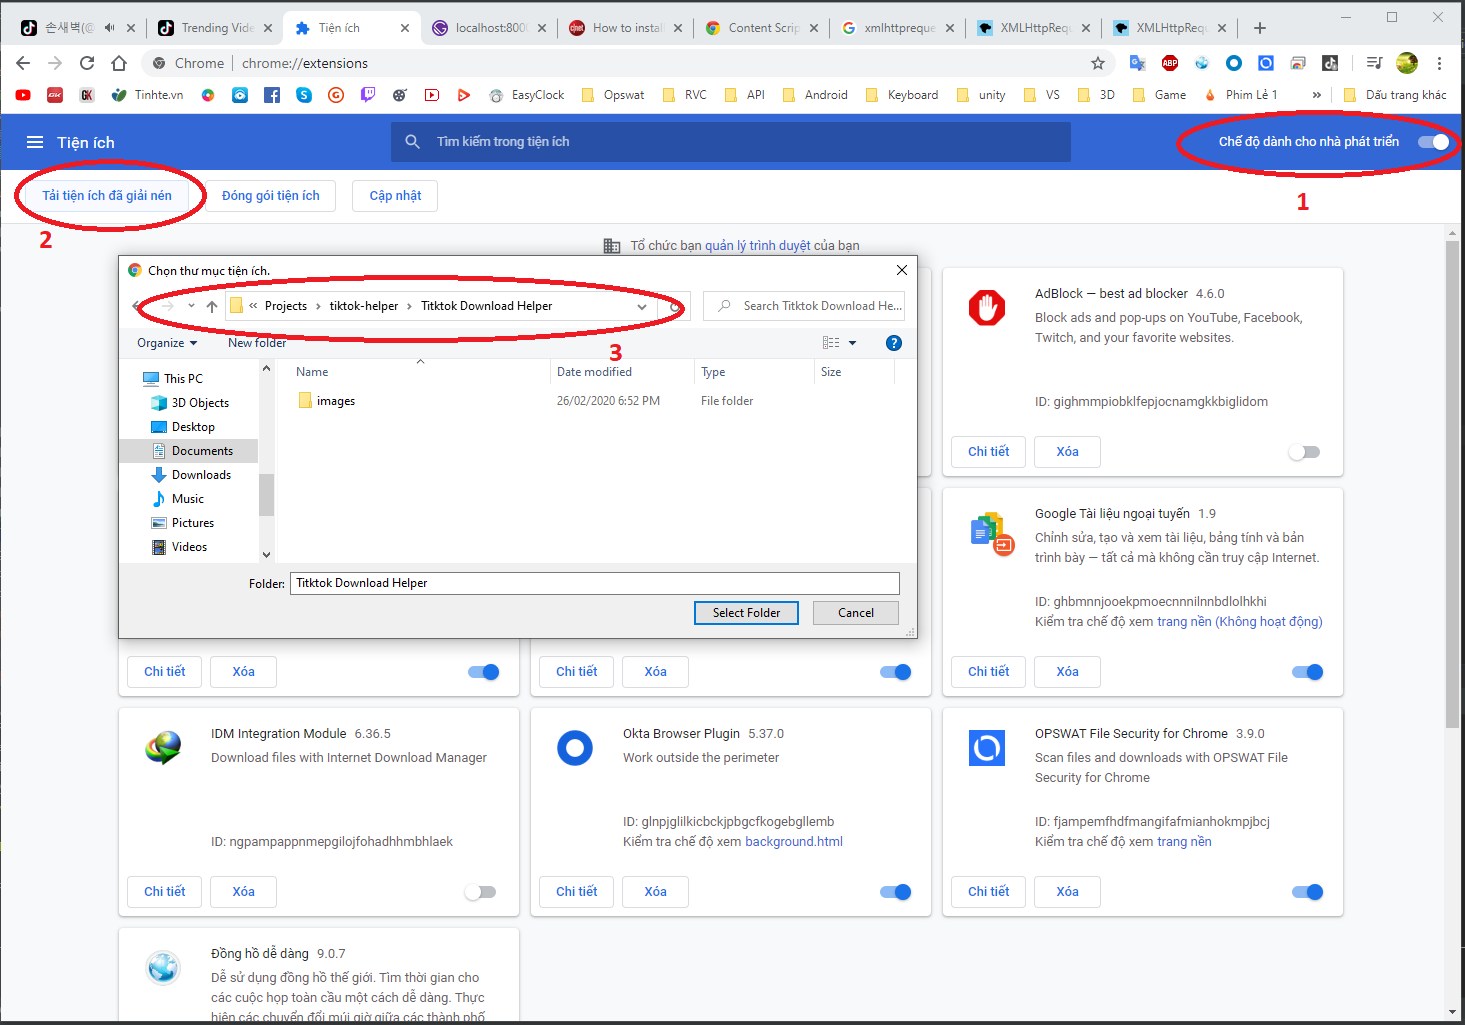 손새벽(@
Trending Vide
Tiện ích
localhost:800
How to instal
Content Scrip
xmlhttpreque
XMLHttpRequ
XMLHttpRequ
Chrome
chrome://extensions
ABP
Tinhte.vn
EasyClock
Opswat
RVC
API
Android
Keyboard
unity
VS
3D
Game
Phim Lẻ 1
»
Dấu trang khác
Tiện ích
Tìm kiếm trong tiện ích
Chế độ dành cho nhà phát triển
1
Tải tiện ích đã giải nén
Đóng gói tiện ích
Cập nhật
2
Tổ chức bạn quản lý trình duyệt của bạn
Chọn thư mục tiện ích.
« Projects › tiktok-helper › Titktok Download Helper
Search Titktok Download He...
Organize
New folder
3
Name
Date modified
Type
Size
images
26/02/2020 6:52 PM
File folder
This PC
3D Objects
Desktop
Documents
Downloads
Music
Pictures
Videos
Folder:
Titktok Download Helper
Select Folder
Cancel
AdBlock — best ad blocker 4.6.0
Block ads and pop-ups on YouTube, Facebook,
Twitch, and your favorite websites.
ID: gighmmpiobklfepjocnamgkkbiglidom
Chi tiết
Xóa
Google Tài liệu ngoại tuyến 1.9
Chỉnh sửa, tạo và xem tài liệu, bảng tính và bản
trình bày — tất cả mà không cần truy cập Internet.
ID: ghbmnnjooekpmoecnnnilnnbdlolhkhi
Kiểm tra chế độ xem trang nền (Không hoạt động)
Chi tiết
Xóa
Chi tiết
Xóa
Chi tiết
Xóa
IDM Integration Module 6.36.5
Download files with Internet Download Manager
ID: ngpampappnmepgilojfohadhhmbhlaek
Chi tiết
Xóa
Okta Browser Plugin 5.37.0
Work outside the perimeter
ID: glnpjglilkicbckjpbgcfkogebgllemb
Kiểm tra chế độ xem background.html
Chi tiết
Xóa
OPSWAT File Security for Chrome 3.9.0
Scan files and downloads with OPSWAT File
Security for Chrome
ID: fjampemfhdfmangifafmianhokmpjbcj
Kiểm tra chế độ xem trang nền
Chi tiết
Xóa
Đồng hồ dễ dàng 9.0.7
Dễ sử dụng đồng hồ thế giới. Tìm thời gian cho
các cuộc họp toàn cầu một cách dễ dàng. Thực
hiện các chuyển đổi múi giờ giữa các thành phố